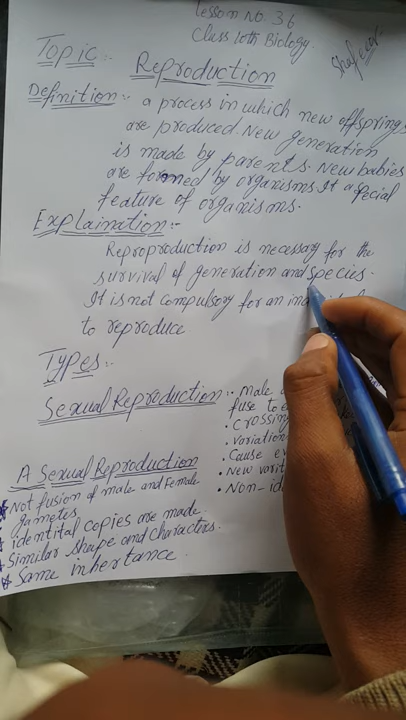 Lesson No. 36
Class 10th Biology.
Topic:- Reproduction
Definition:- a process in which new offsprings
are produced. New generation
is made by parents. New babies
are formed by organisms. It a special
feature of organisms.
Explaination:-
Reproproduction is necessary for the
survival of generation and species.
It is not compulsory for an
to reproduce
Types:-
Sexual Reproduction:- Male
fuse to
• Crossing
• Variation
• Cause
• New
• Non-
A Sexual Reproduction
* Not fusion of male and Female
gametes
* identital copies are made
* Similar shape and characters.
* Same inhertance.